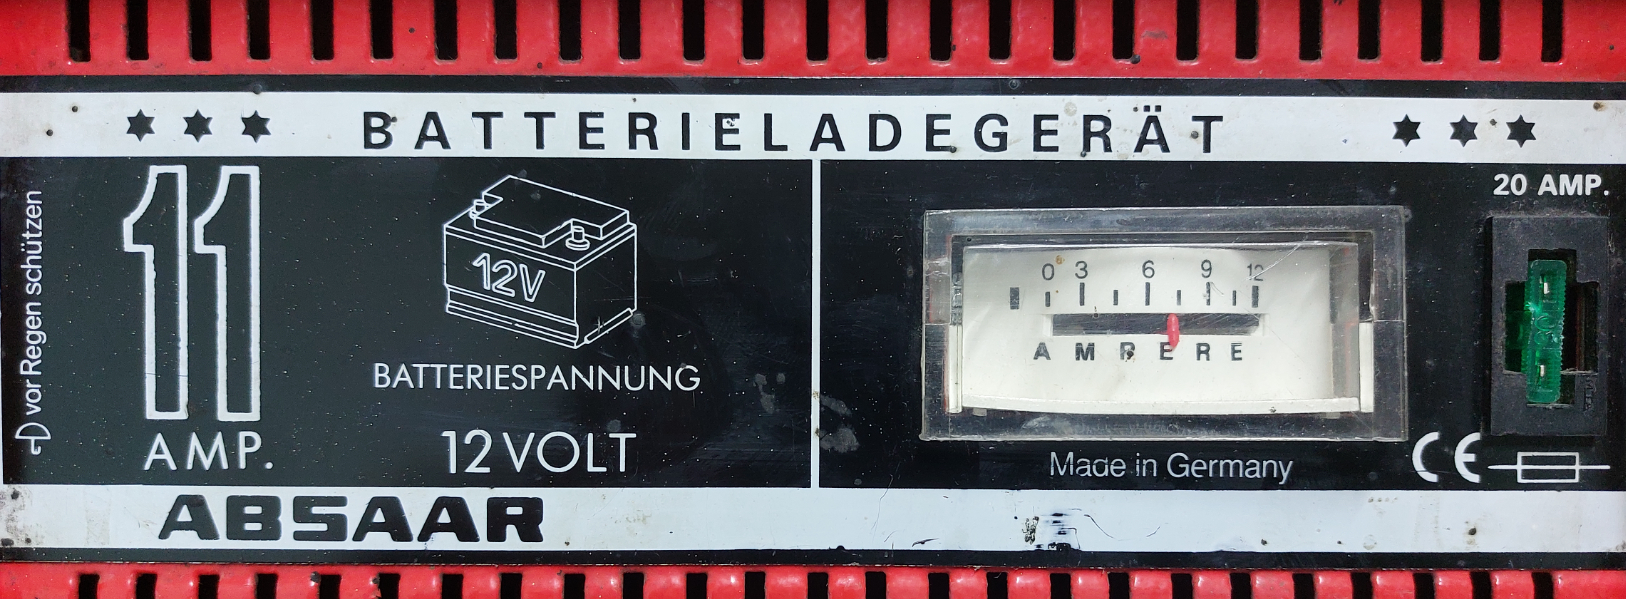 BATTERIELADEGERÄT
vor Regen schützen
11
AMP.
12V
BATTERIESPANNUNG
12 VOLT
0 3 6 9 12
AMPERE
20 AMP.
Made in Germany
CE
ABSAAR